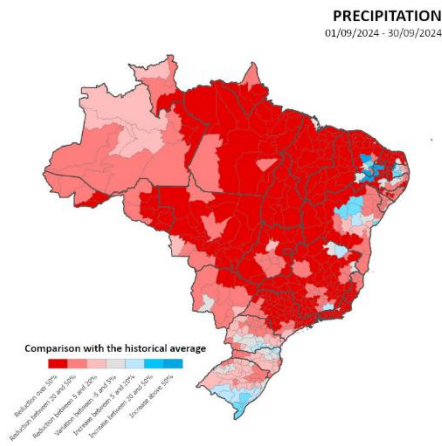 PRECIPITATION
01/09/2024 - 30/09/2024
Comparison with the historical average
Reduction over 50%
Reduction between 20 and 50%
Reduction between 5 and 20%
Variation between -5 and 5%
Increase between 5 and 20%
Increase between 20 and 50%
Increase above 50%